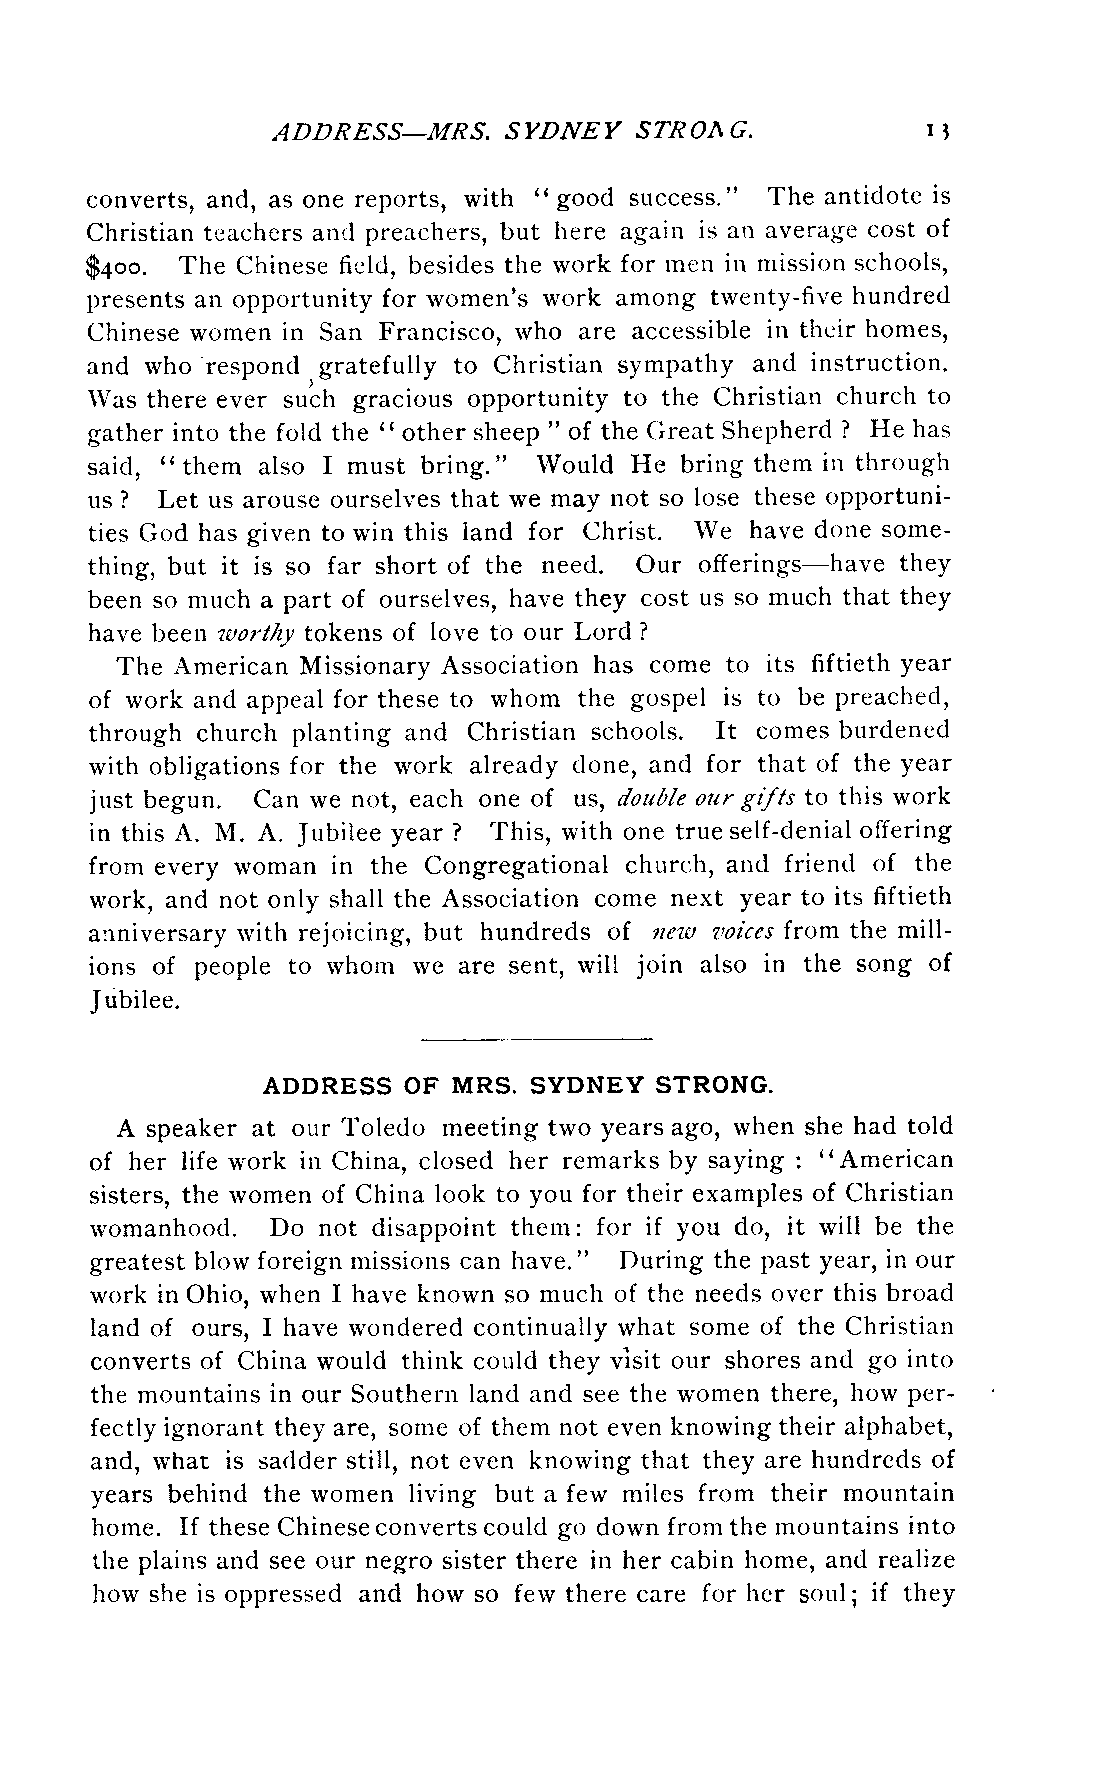 ADDRESS—MRS. SYDNEY STRONG. 13
converts, and, as one reports, with “ good success.” The antidote is
Christian teachers and preachers, but here again is an average cost of
$400. The Chinese field, besides the work for men in mission schools,
presents an opportunity for women's work among twenty-five hundred
Chinese women in San Francisco, who are accessible in their homes,
and who respond gratefully to Christian sympathy and instruction.
Was there ever such gracious opportunity to the Christian church to
gather into the fold the “ other sheep ” of the Great Shepherd ? He has
said, “ them also I must bring.” Would He bring them in through
us ? Let us arouse ourselves that we may not so lose these opportuni-
ties God has given to win this land for Christ. We have done some-
thing, but it is so far short of the need. Our offerings—have they
been so much a part of ourselves, have they cost us so much that they
have been worthy tokens of love to our Lord ?
The American Missionary Association has come to its fiftieth year
of work and appeal for these to whom the gospel is to be preached,
through church planting and Christian schools. It comes burdened
with obligations for the work already done, and for that of the year
just begun. Can we not, each one of us, double our gifts to this work
in this A. M. A. Jubilee year ? This, with one true self-denial offering
from every woman in the Congregational church, and friend of the
work, and not only shall the Association come next year to its fiftieth
anniversary with rejoicing, but hundreds of new voices from the mill-
ions of people to whom we are sent, will join also in the song of
Jubilee.
ADDRESS OF MRS. SYDNEY STRONG.
A speaker at our Toledo meeting two years ago, when she had told
of her life work in China, closed her remarks by saying : “American
sisters, the women of China look to you for their examples of Christian
womanhood. Do not disappoint them: for if you do, it will be the
greatest blow foreign missions can have.” During the past year, in our
work in Ohio, when I have known so much of the needs over this broad
land of ours, I have wondered continually what some of the Christian
converts of China would think could they visit our shores and go into
the mountains in our Southern land and see the women there, how per-
fectly ignorant they are, some of them not even knowing their alphabet,
and, what is sadder still, not even knowing that they are hundreds of
years behind the women living but a few miles from their mountain
home. If these Chinese converts could go down from the mountains into
the plains and see our negro sister there in her cabin home, and realize
how she is oppressed and how so few there care for her soul; if they